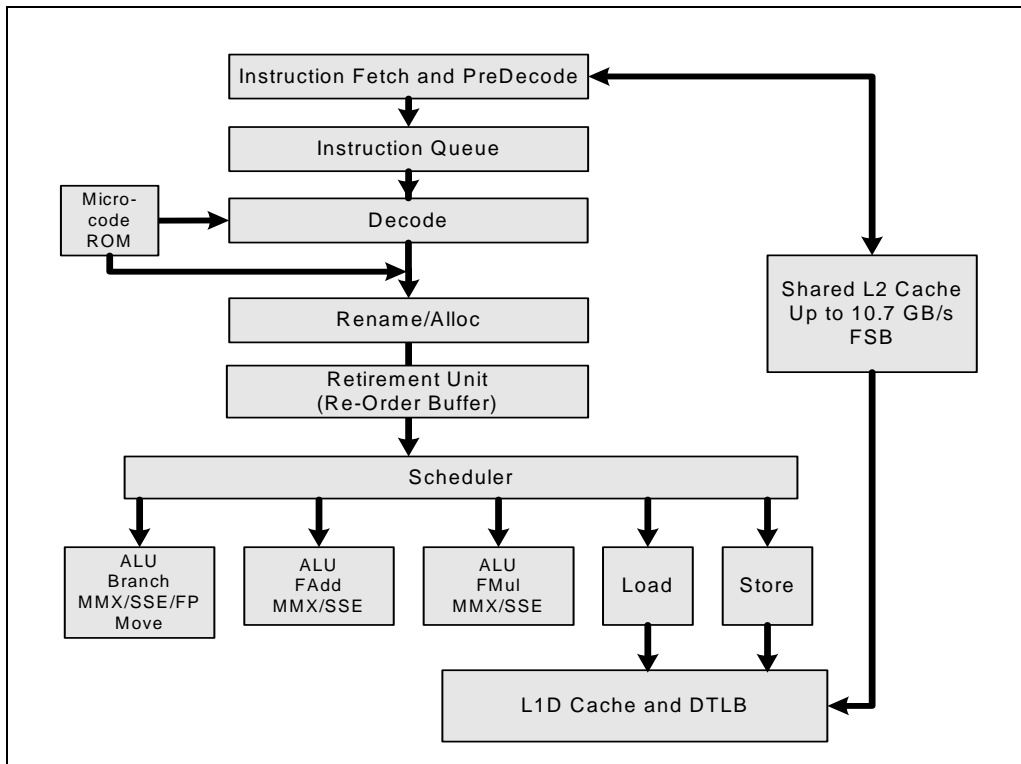 Instruction Fetch and PreDecode
Instruction Queue
Micro-
code
ROM
Decode
Shared L2 Cache
Up to 10.7 GB/s
FSB
Rename/Alloc
Retirement Unit
(Re-Order Buffer)
Scheduler
ALU
Branch
MMX/SSE/FP
Move
ALU
FAdd
MMX/SSE
ALU
FMul
MMX/SSE
Load
Store
L1D Cache and DTLB